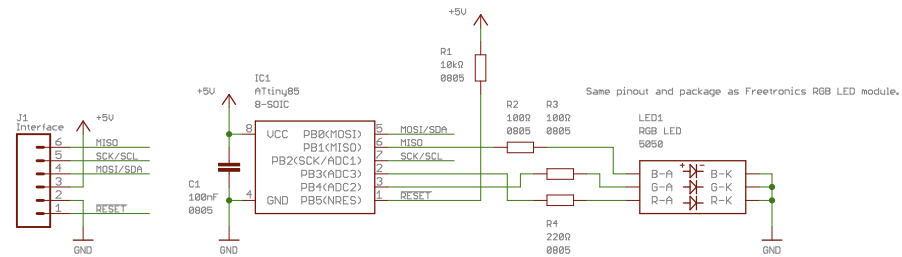 +5V
R1
10kΩ
0805
IC1
ATtiny85
8-SOIC
+5V
Same pinout and package as Freetronics RGB LED module.
R2
100Ω
0805
R3
100Ω
0805
LED1
RGB LED
5050
J1
Interface
+5V
6 MISO
5 SCK/SCL
4 MOSI/SDA
3
2
1 RESET
GND
C1
100nF
0805
GND
8 VCC
4 GND
PB0(MOSI) 5 MOSI/SDA
PB1(MISO) 6 MISO
PB2(SCK/ADC1) 7 SCK/SCL
PB3(ADC3) 2
PB4(ADC2) 3
PB5(NRES) 1 RESET
R4
220Ω
0805
+ -
B-A B-K
G-A G-K
R-A R-K
GND